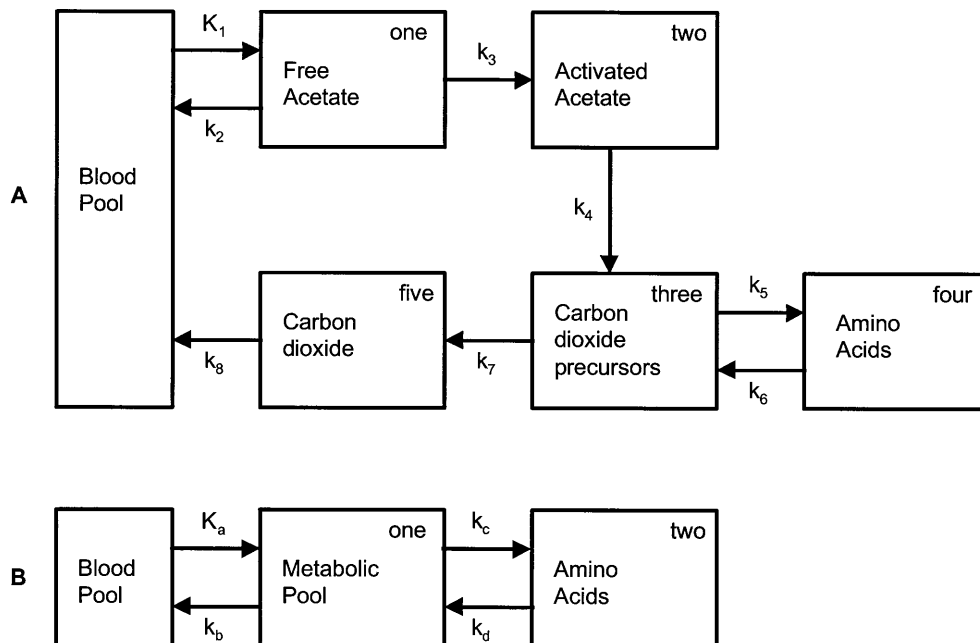 A
Blood
Pool
K1
k2
one
Free
Acetate
k3
two
Activated
Acetate
k4
three
Carbon
dioxide
precursors
k5
k6
four
Amino
Acids
k7
five
Carbon
dioxide
k8
B
Blood
Pool
Ka
kb
one
Metabolic
Pool
kc
kd
two
Amino
Acids